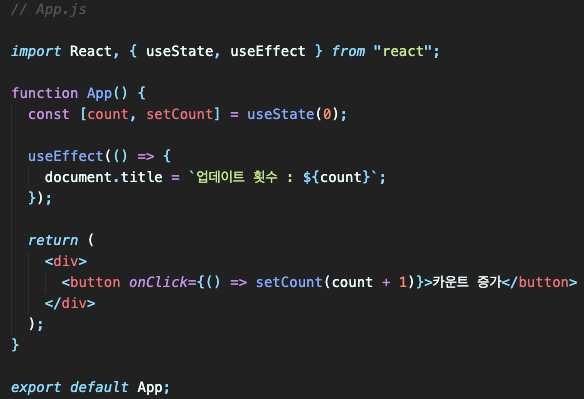 // App.js
import React, { useState, useEffect } from "react";
function App() {
const [count, setCount] = useState(0);
useEffect(() => {
document.title = `업데이트 횟수 : ${count}`;
});
return (
<div>
<button onClick={() => setCount(count + 1)}>카운트 증가</button>
</div>
);
}
export default App;